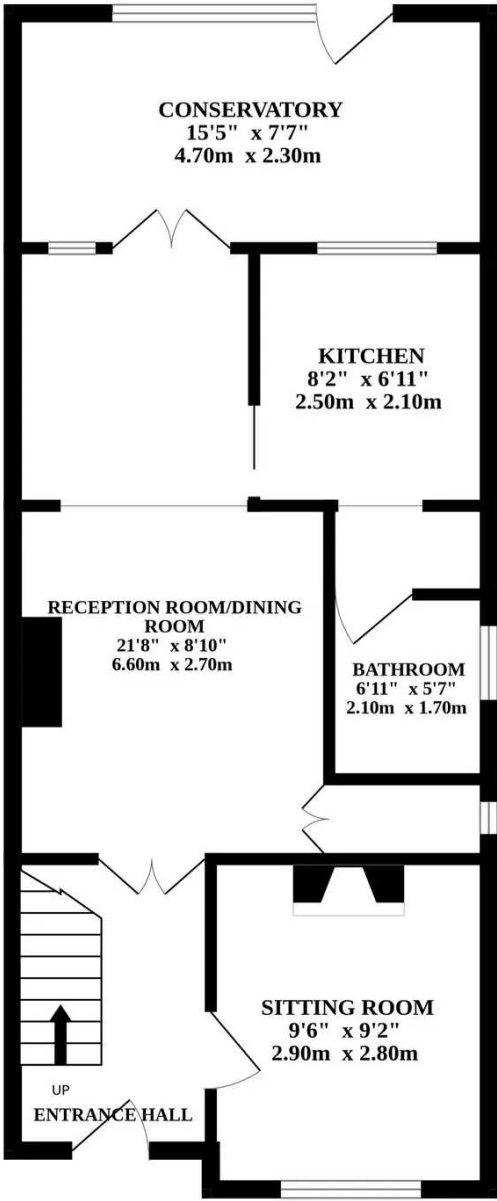 CONSERVATORY
15'5" x 7'7"
4.70m x 2.30m
KITCHEN
8'2" x 6'11"
2.50m x 2.10m
RECEPTION ROOM/DINING
ROOM
21'8" x 8'10"
6.60m x 2.70m
BATHROOM
6'11" x 5'7"
2.10m x 1.70m
SITTING ROOM
9'6" x 9'2"
2.90m x 2.80m
UP
ENTRANCE HALL